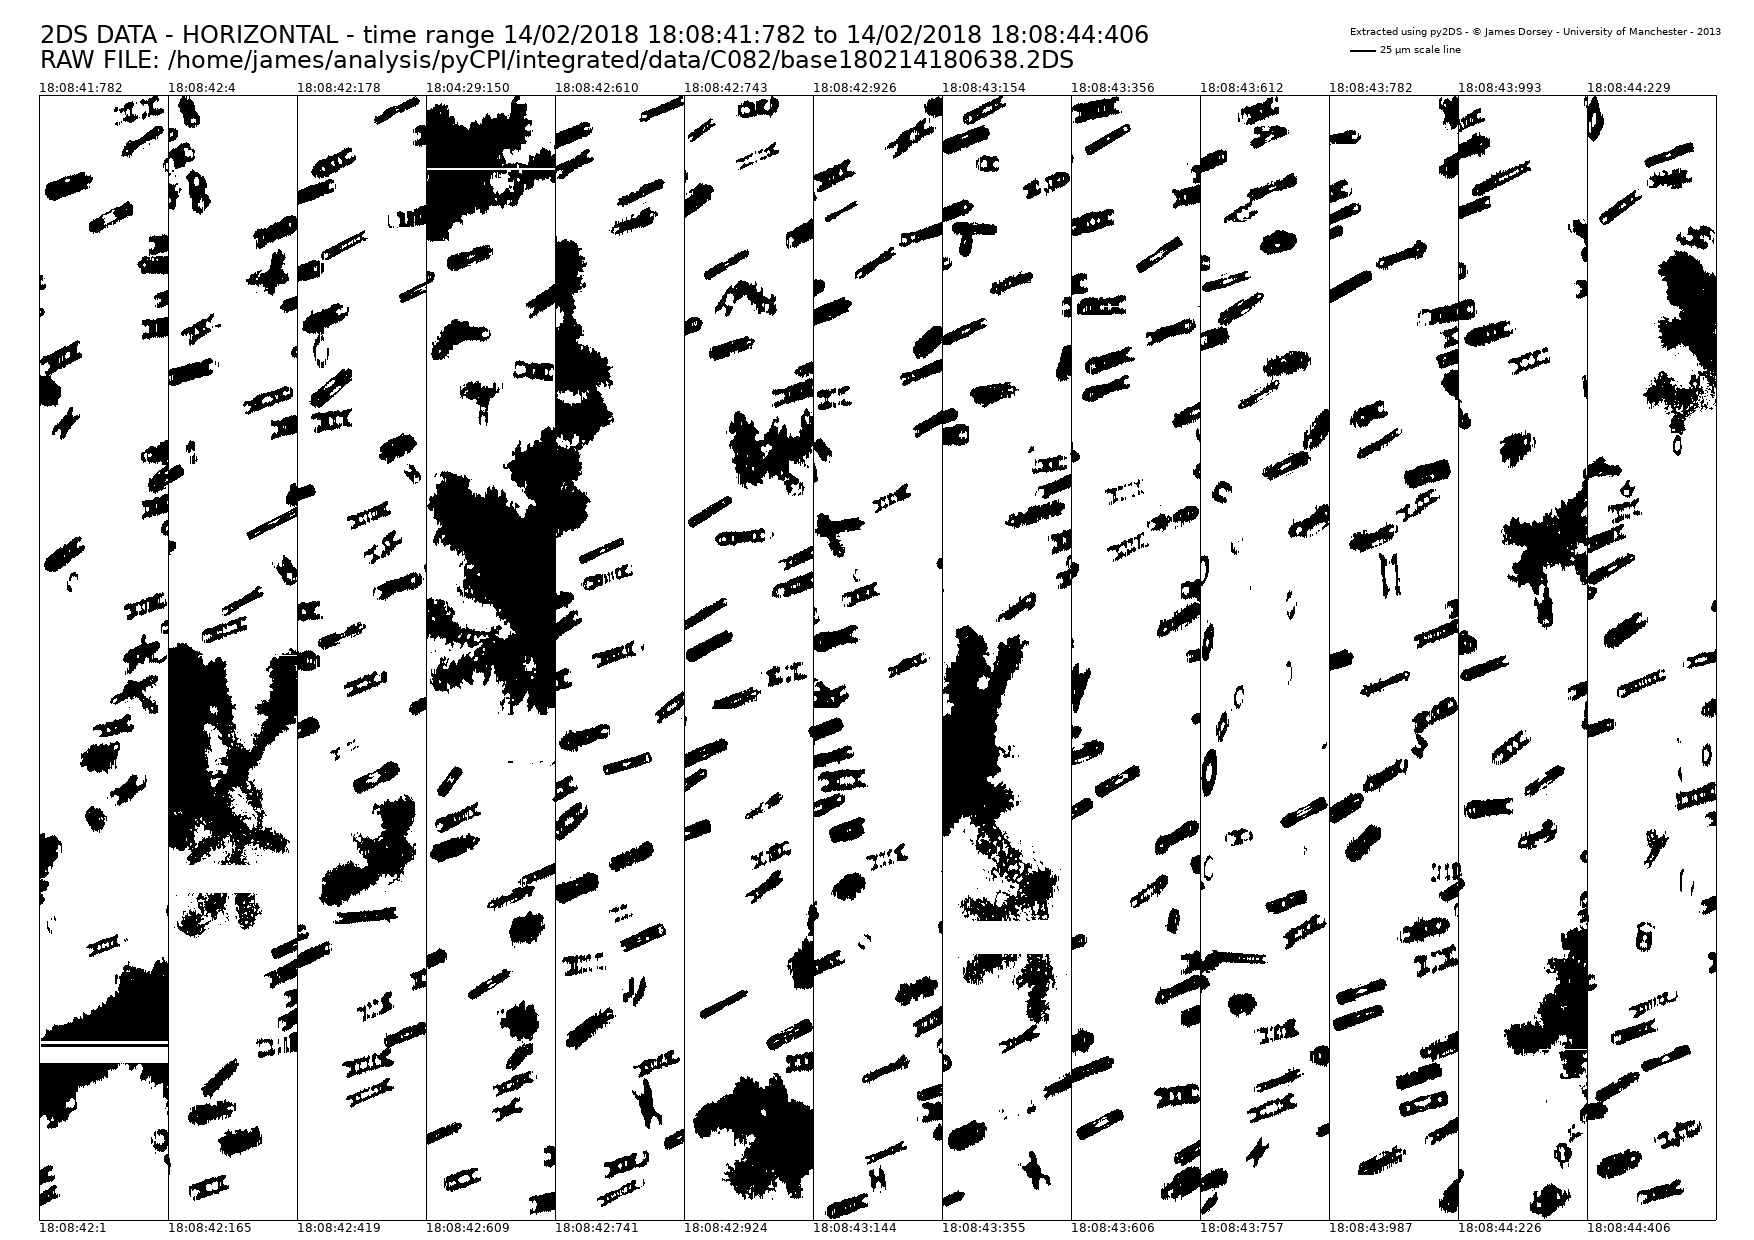 2DS DATA - HORIZONTAL - time range 14/02/2018 18:08:41:782 to 14/02/2018 18:08:44:406
Extracted using py2DS - © James Dorsey - University of Manchester - 2013
25 µm scale line
RAW FILE: /home/james/analysis/pyCPI/integrated/data/C082/base180214180638.2DS
18:08:41:782 18:08:42:4 18:08:42:178 18:04:29:150 18:08:42:610 18:08:42:743 18:08:42:926 18:08:43:154 18:08:43:356 18:08:43:612 18:08:43:782 18:08:43:993 18:08:44:229
18:08:42:1 18:08:42:165 18:08:42:419 18:08:42:609 18:08:42:741 18:08:42:924 18:08:43:144 18:08:43:355 18:08:43:606 18:08:43:757 18:08:43:987 18:08:44:226 18:08:44:406